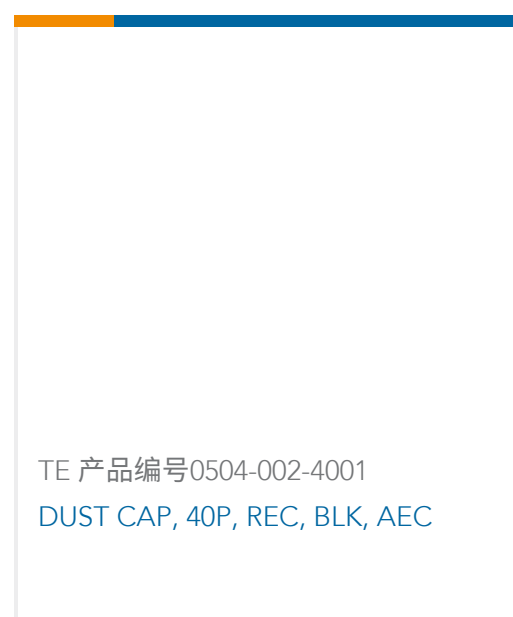 TE 产品编号0504-002-4001
DUST CAP, 40P, REC, BLK, AEC